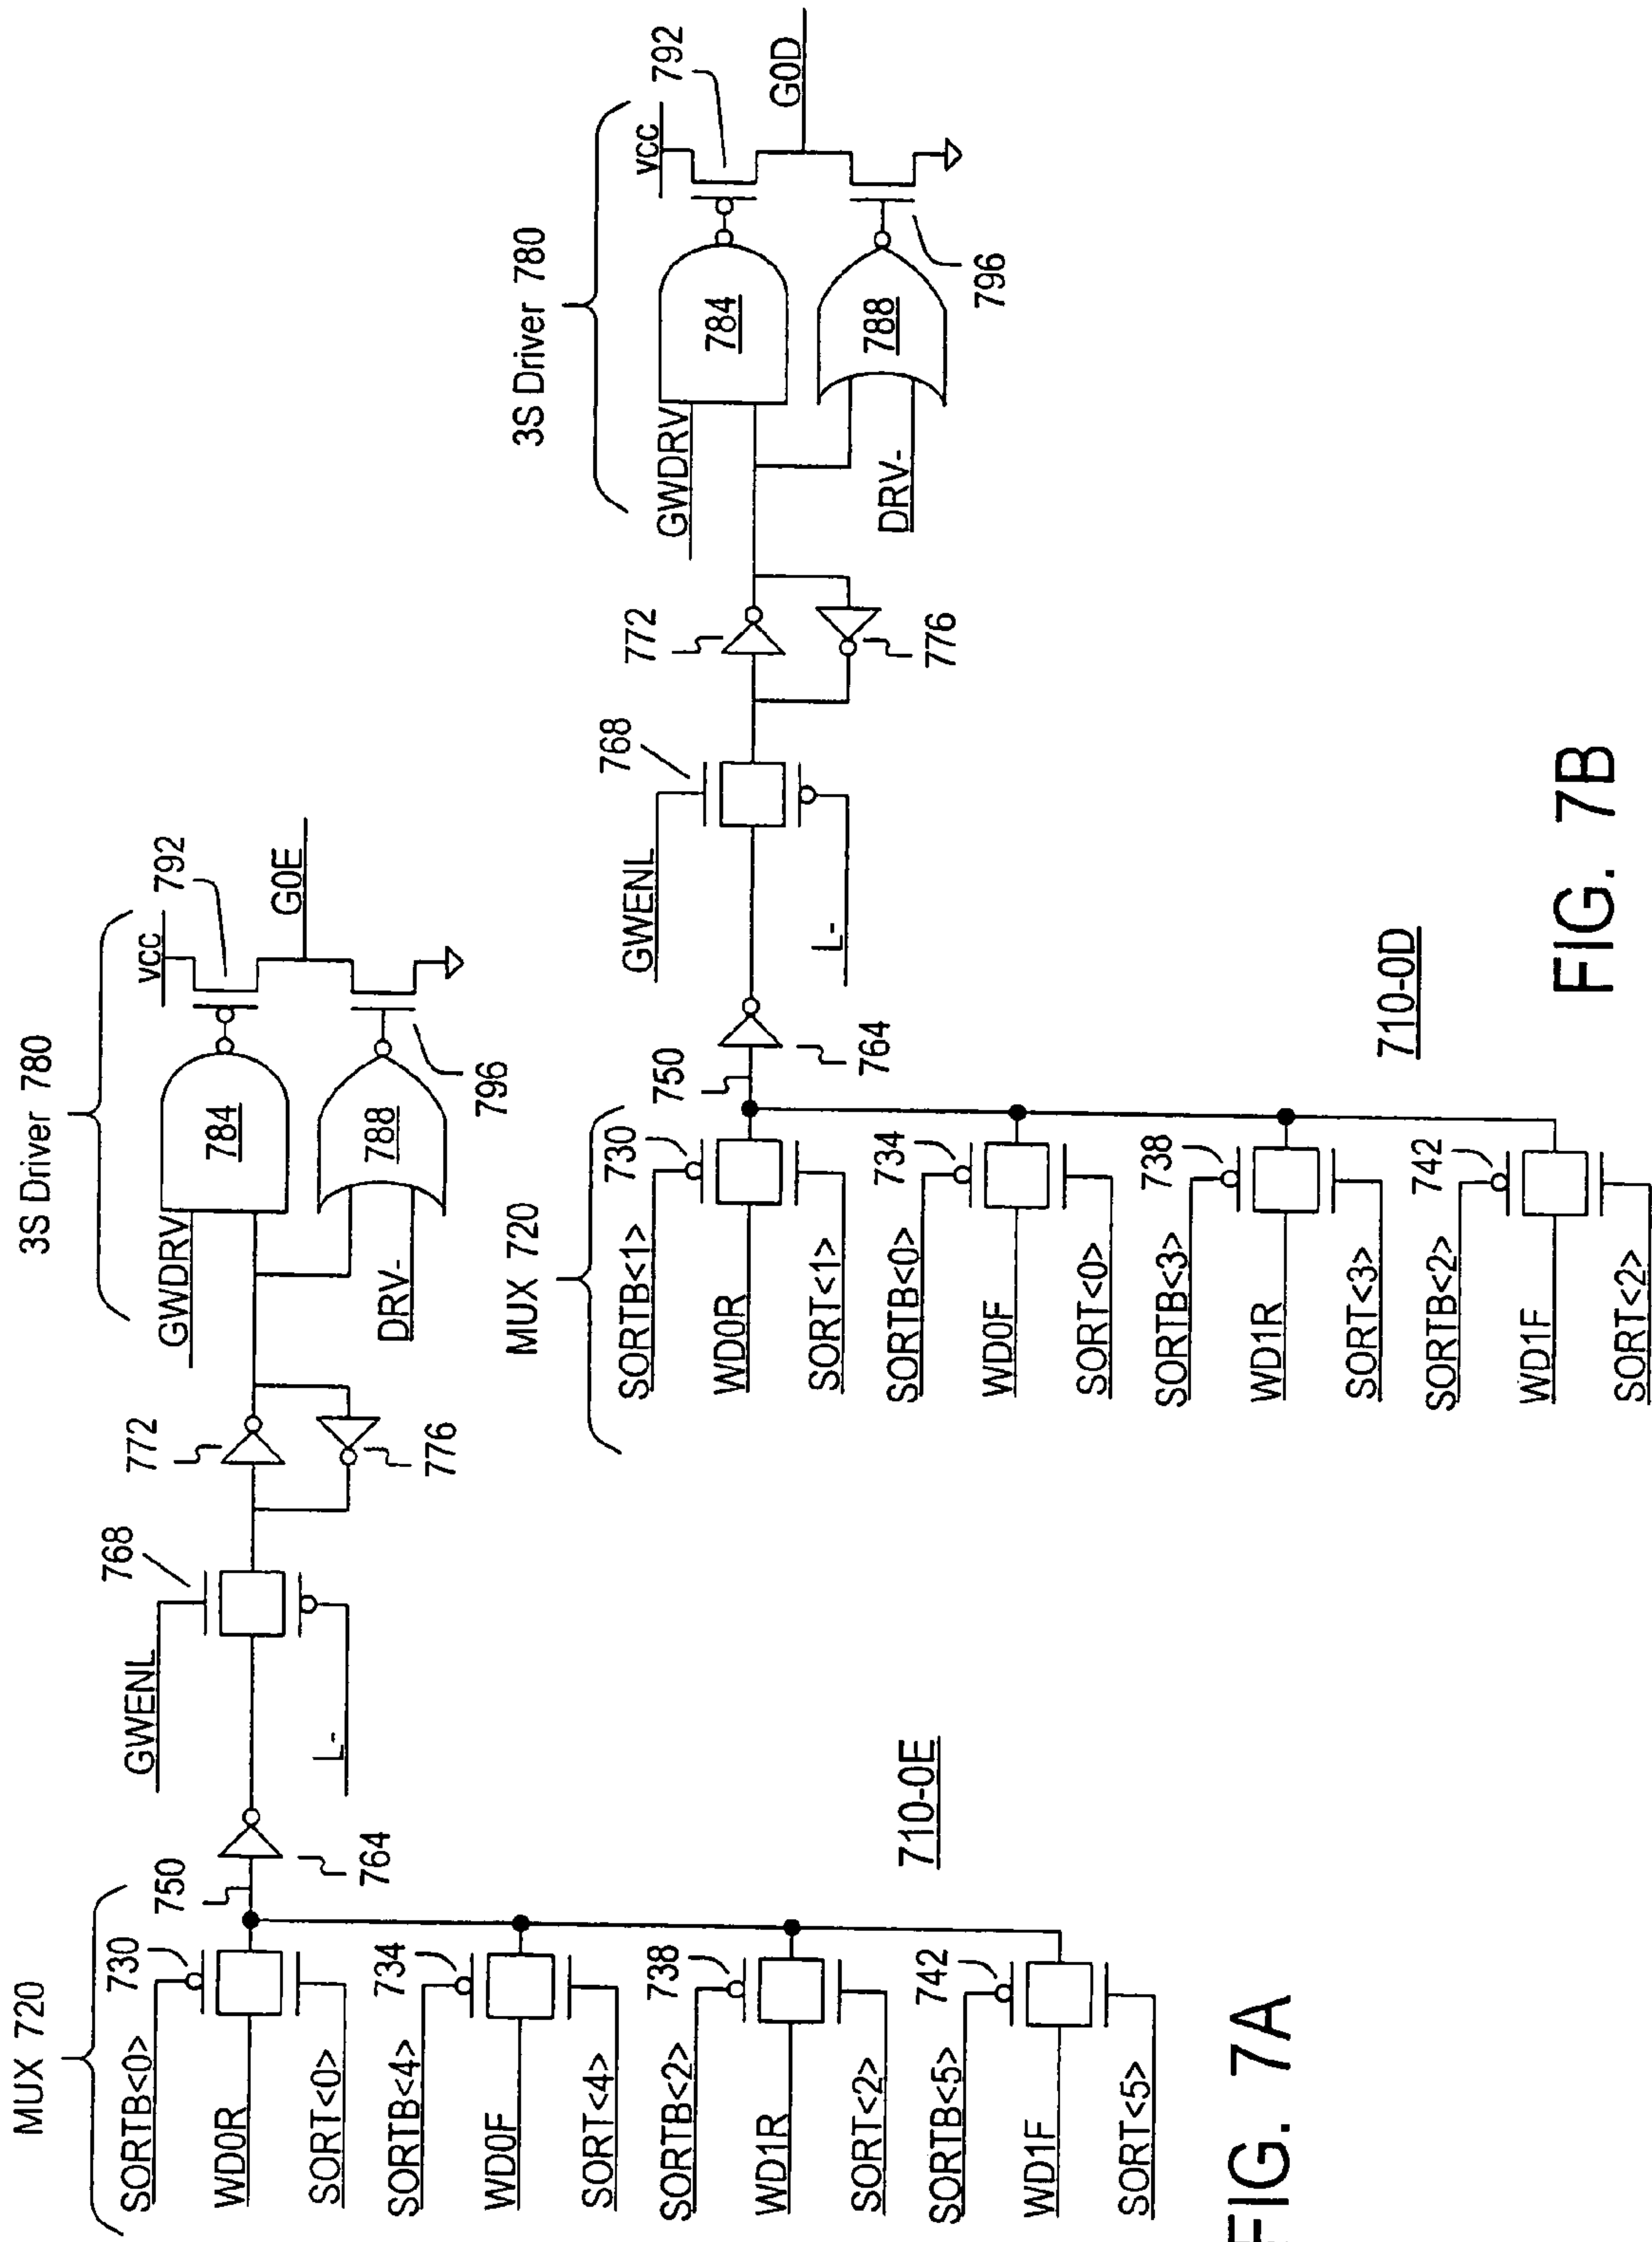 MUX 720
SORTB<0>
730
WD0R
SORT<0>
SORTB<4>
734
WD0F
SORT<4>
SORTB<2>
738
WD1R
SORT<2>
SORTB<5>
742
WD1F
SORT<5>
750
764
GWENL
768
L-
772
776
3S Driver 780
GWDRV
784
788
DRV-
VCC
792
G0E
796
710-0E
FIG. 7A
MUX 720
SORTB<1>
730
WD0R
SORT<1>
SORTB<0>
734
WD0F
SORT<0>
SORTB<3>
738
WD1R
SORT<3>
SORTB<2>
742
WD1F
SORT<2>
750
764
GWENL
768
L-
772
776
3S Driver 780
GWDRV
784
788
DRV-
VCC
792
G0D
796
710-0D
FIG. 7B